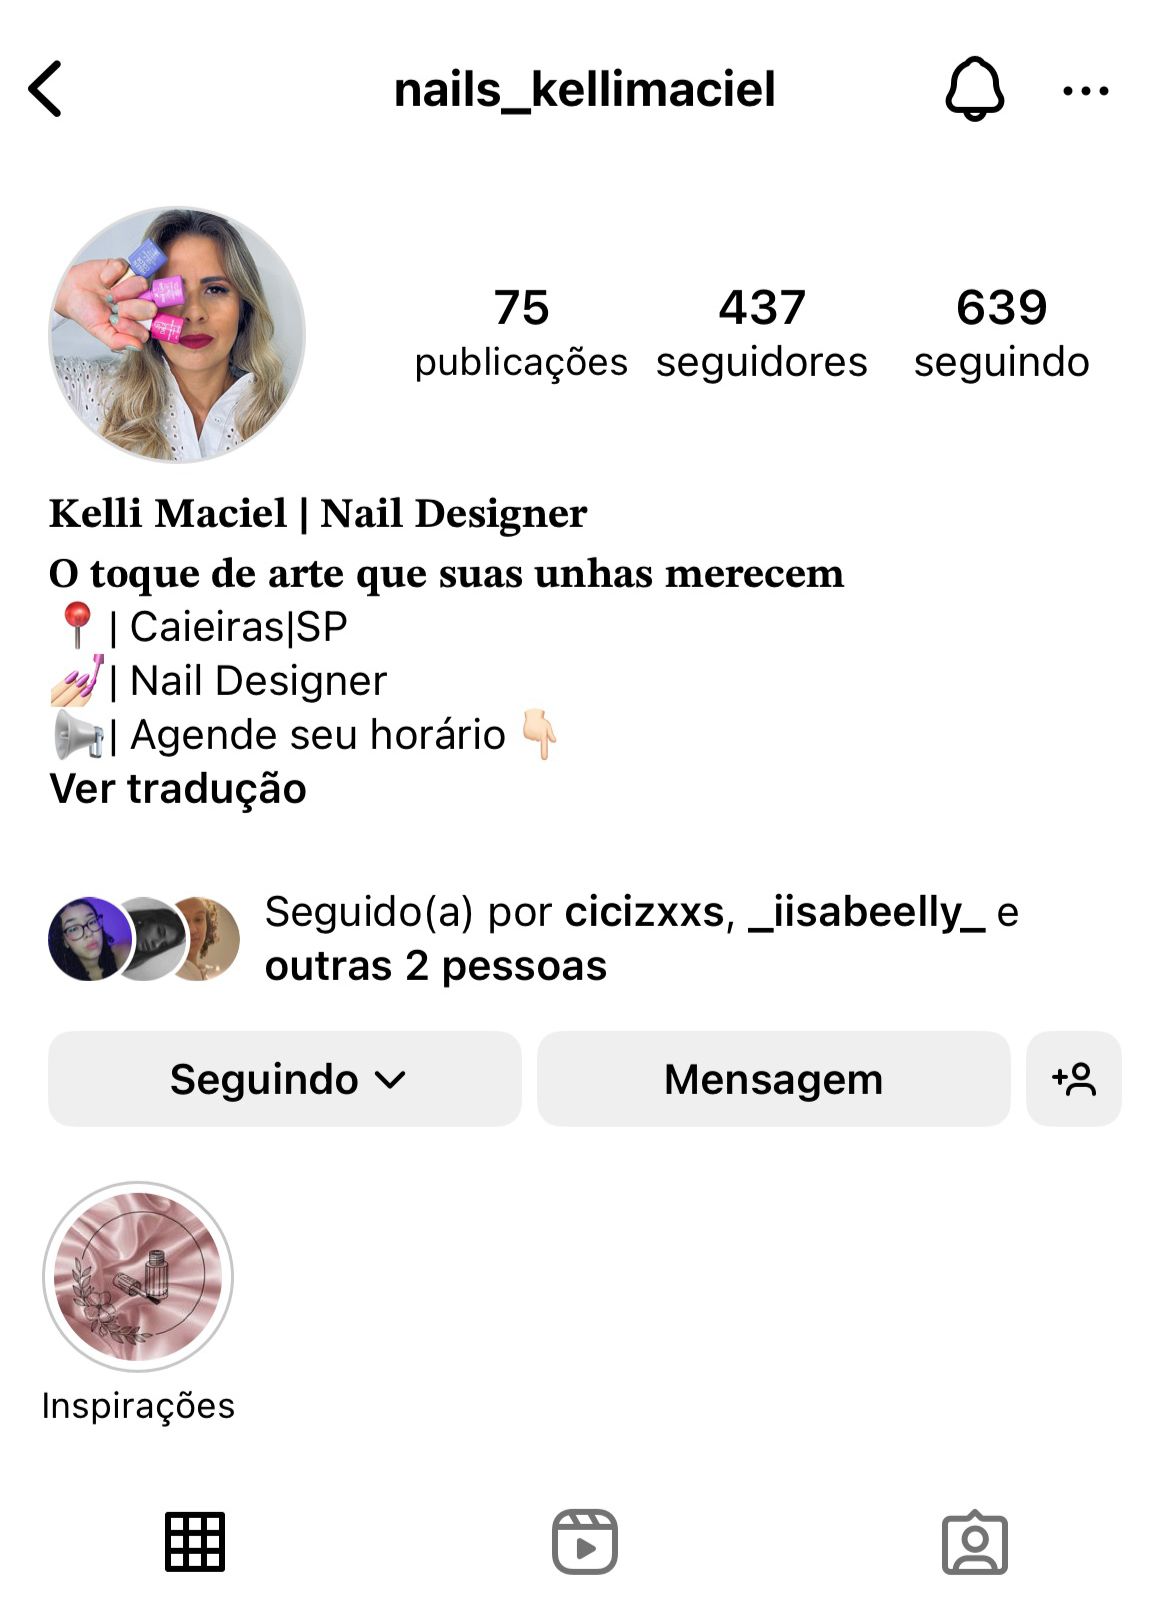 nails_kellimaciel
75
publicações
437
seguidores
639
seguindo
Kelli Maciel | Nail Designer
O toque de arte que suas unhas merecem
📍| Caieiras|SP
💅🏻| Nail Designer
📢| Agende seu horário 👇🏻
Ver tradução
Seguido(a) por cicizxxs, _iisabeelly_ e
outras 2 pessoas
Seguindo
Mensagem
Inspirações